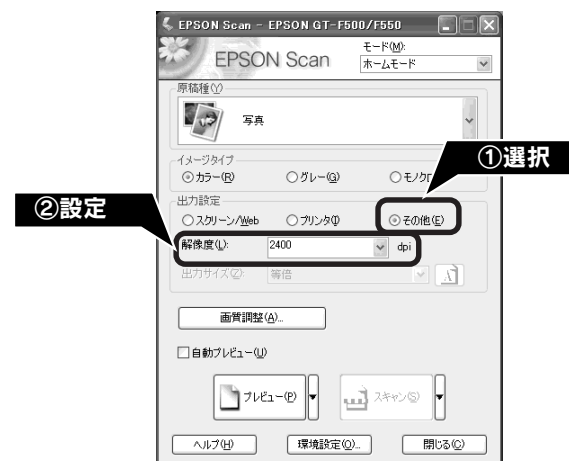 EPSON Scan - EPSON GT-F500/F550
EPSON Scan
モード(M):
ホームモード
原稿種(Y)
写真
イメージタイプ
カラー(R) グレー(G) モノクロ
①選択
出力設定
②設定
スクリーン/Web プリンタ(I) その他(E)
解像度(L): 2400 dpi
出力サイズ(Z): 等倍
画質調整(A)...
自動プレビュー(U)
プレビュー(P) スキャン(S)
ヘルプ(H) 環境設定(O)... 閉じる(C)